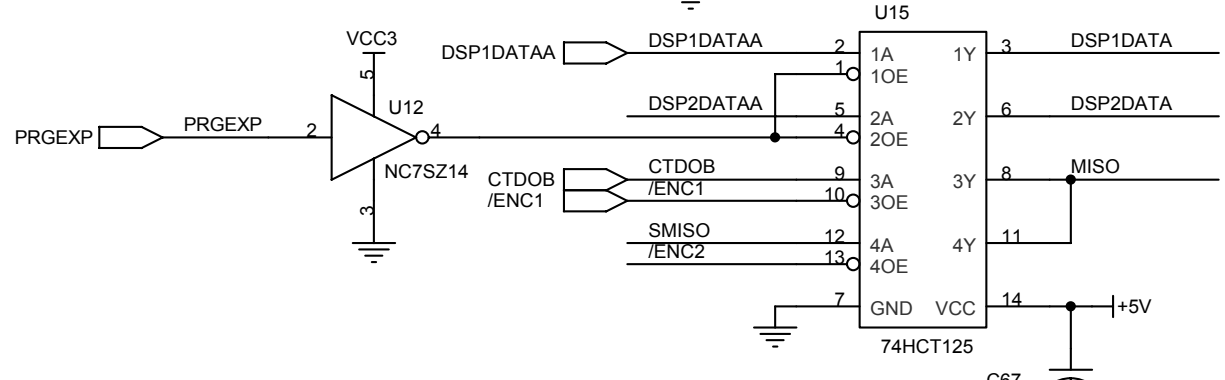 U15
VCC3
DSP1DATAA
DSP1DATAA
2
1A
1Y
3
DSP1DATA
5
1
1OE
U12
DSP2DATAA
5
2A
2Y
6
DSP2DATA
PRGEXP
PRGEXP
2
4
4
2OE
NC7SZ14
CTDOB
CTDOB
9
3A
3Y
8
MISO
/ENC1
/ENC1
10
3OE
3
SMISO
12
4A
4Y
11
/ENC2
13
4OE
7
GND
VCC
14
+5V
74HCT125
C67